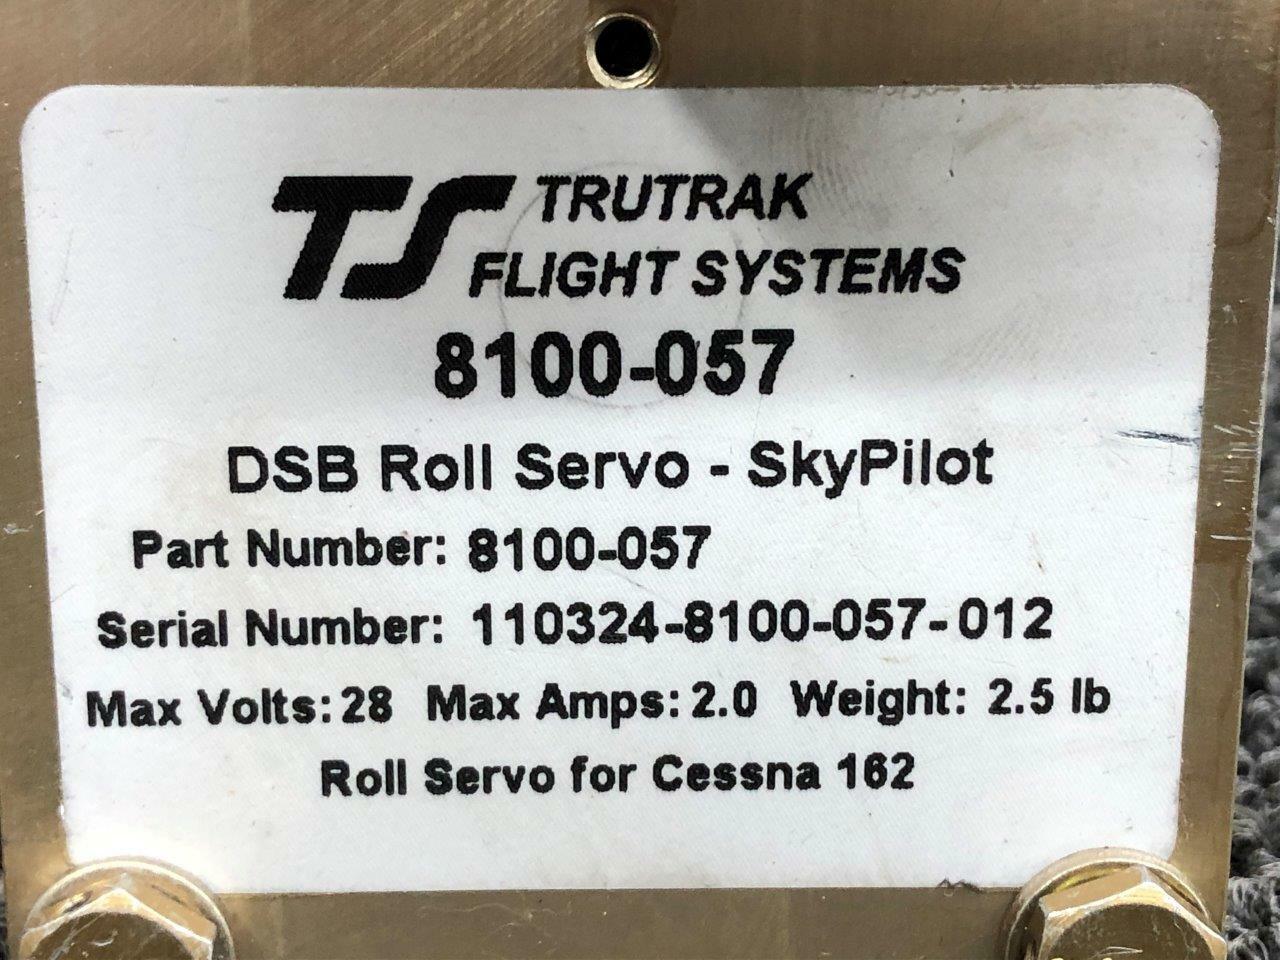 TS TRUTRAK
FLIGHT SYSTEMS
8100-057
DSB Roll Servo - SkyPilot
Part Number: 8100-057
Serial Number: 110324-8100-057-012
Max Volts: 28 Max Amps: 2.0 Weight: 2.5 lb
Roll Servo for Cessna 162